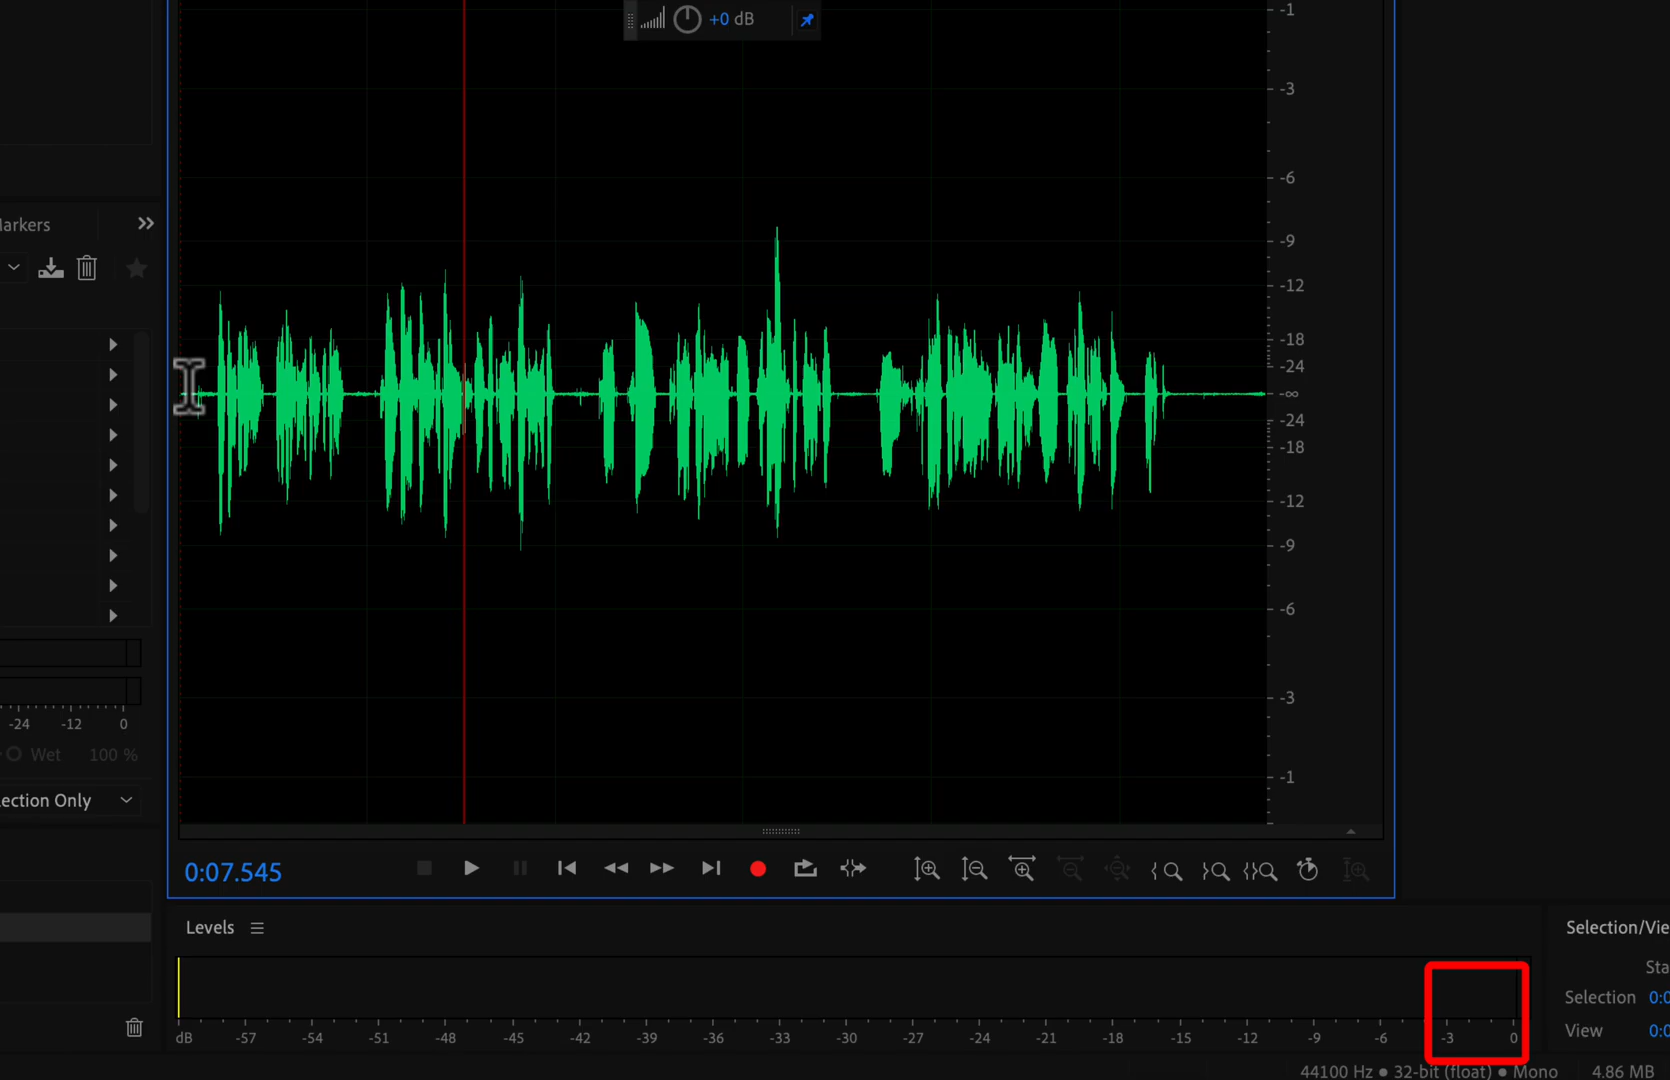 +0 dB
-1
-3
-6
-9
-12
-18
-24
-∞
-24
-18
-12
-9
-6
-3
-1
Markers
-24 -12 0
Wet 100 %
ection Only
0:07.545
Levels
dB -57 -54 -51 -48 -45 -42 -39 -36 -33 -30 -27 -24 -21 -18 -15 -12 -9 -6 -3 0
Selection/Vie
Sta
Selection 0:0
View 0:0
44100 Hz ● 32-bit (float) ● Mono 4.86 MB